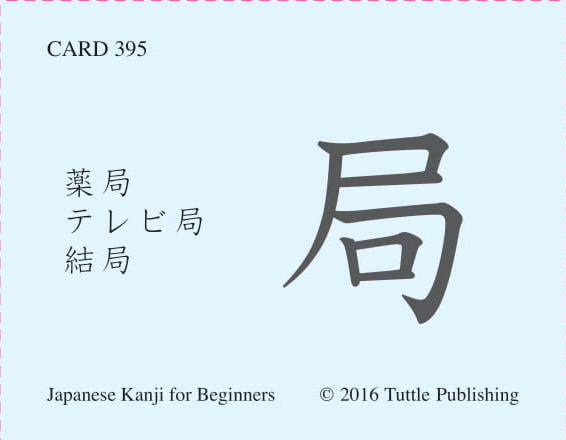 CARD 395
薬局
テレビ局
結局
局
Japanese Kanji for Beginners
© 2016 Tuttle Publishing